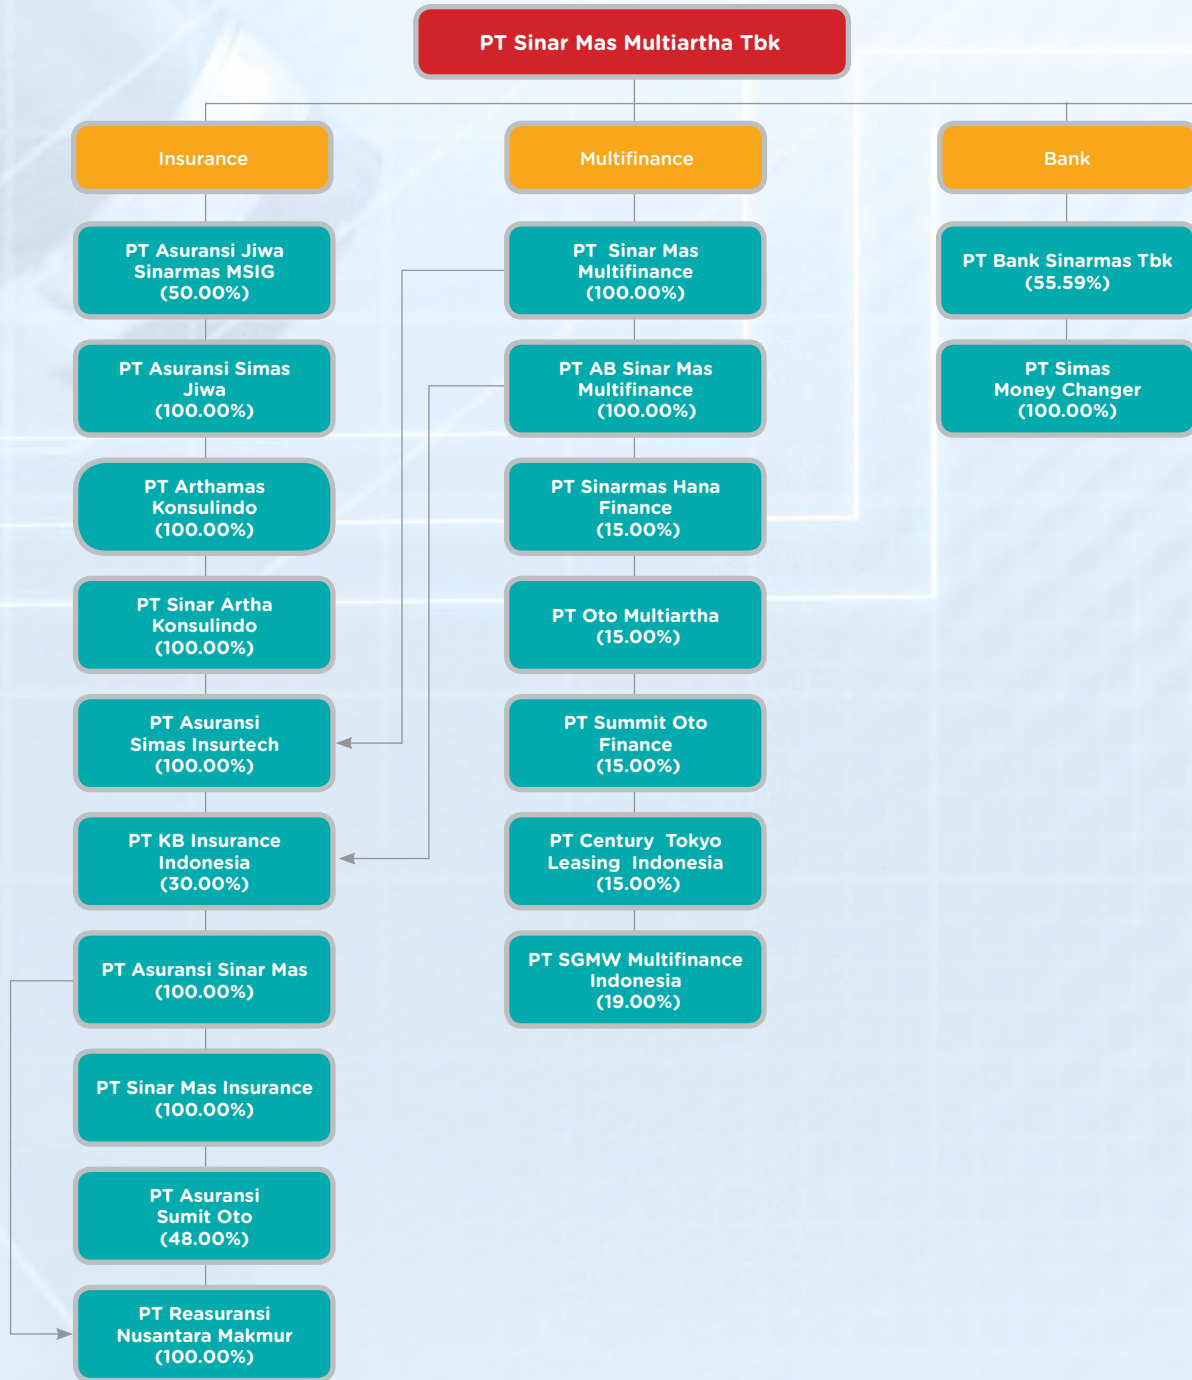 PT Sinar Mas Multiartha Tbk
Insurance
PT Asuransi Jiwa
Sinarmas MSIG
(50.00%)
PT Asuransi Simas
Jiwa
(100.00%)
PT Arthamas
Konsulindo
(100.00%)
PT Sinar Artha
Konsulindo
(100.00%)
PT Asuransi
Simas Insurtech
(100.00%)
PT KB Insurance
Indonesia
(30.00%)
PT Asuransi Sinar Mas
(100.00%)
PT Sinar Mas Insurance
(100.00%)
PT Asuransi
Sumit Oto
(48.00%)
PT Reasuransi
Nusantara Makmur
(100.00%)
Multifinance
PT Sinar Mas
Multifinance
(100.00%)
PT AB Sinar Mas
Multifinance
(100.00%)
PT Sinarmas Hana
Finance
(15.00%)
PT Oto Multiartha
(15.00%)
PT Summit Oto
Finance
(15.00%)
PT Century Tokyo
Leasing Indonesia
(15.00%)
PT SGMW Multifinance
Indonesia
(19.00%)
Bank
PT Bank Sinarmas Tbk
(55.59%)
PT Simas
Money Changer
(100.00%)